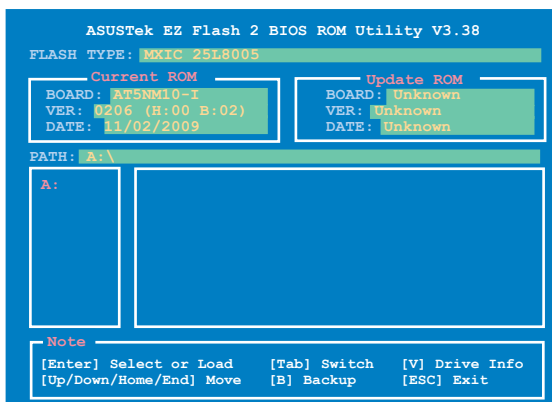 ASUSTek EZ Flash 2 BIOS ROM Utility V3.38
FLASH TYPE: MXIC 25L8005
Current ROM
BOARD: AT5NM10-I
VER: 0206 (H:00 B:02)
DATE: 11/02/2009
Update ROM
BOARD: Unknown
VER: Unknown
DATE: Unknown
PATH: A:\
A:
Note
[Enter] Select or Load [Tab] Switch [V] Drive Info
[Up/Down/Home/End] Move [B] Backup [ESC] Exit